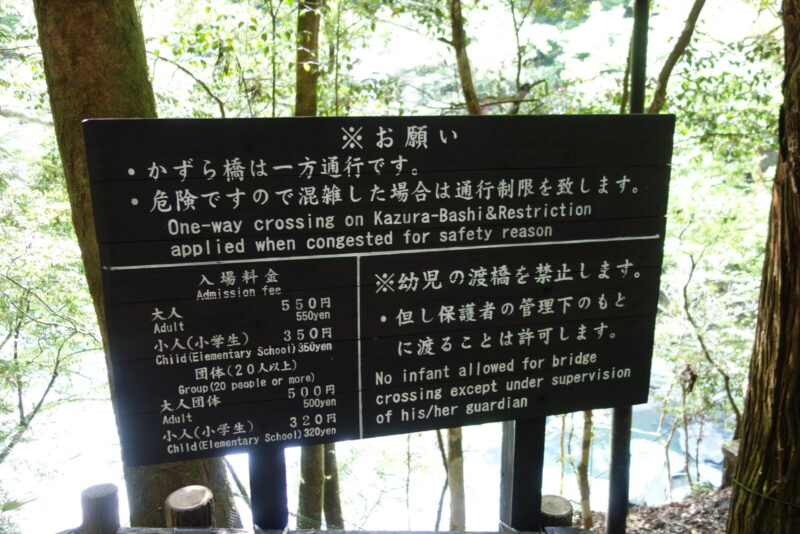 ※お願い
・かずら橋は一方通行です。
・危険ですので混雑した場合は通行制限を致します。
One-way crossing on Kazura-Bashi&Restriction
applied when congested for safety reason
入場料金
Admission fee
大人 550円
Adult 550yen
小人(小学生) 350円
Child(Elementary School) 350yen
団体(20人以上)
Group(20 people or more)
大人団体 500円
Adult 500yen
小人(小学生) 320円
Child(Elementary School) 320yen
※幼児の渡橋を禁止します。
・但し保護者の管理下のもと
に渡ることは許可します。
No infant allowed for bridge
crossing except under supervision
of his/her guardian